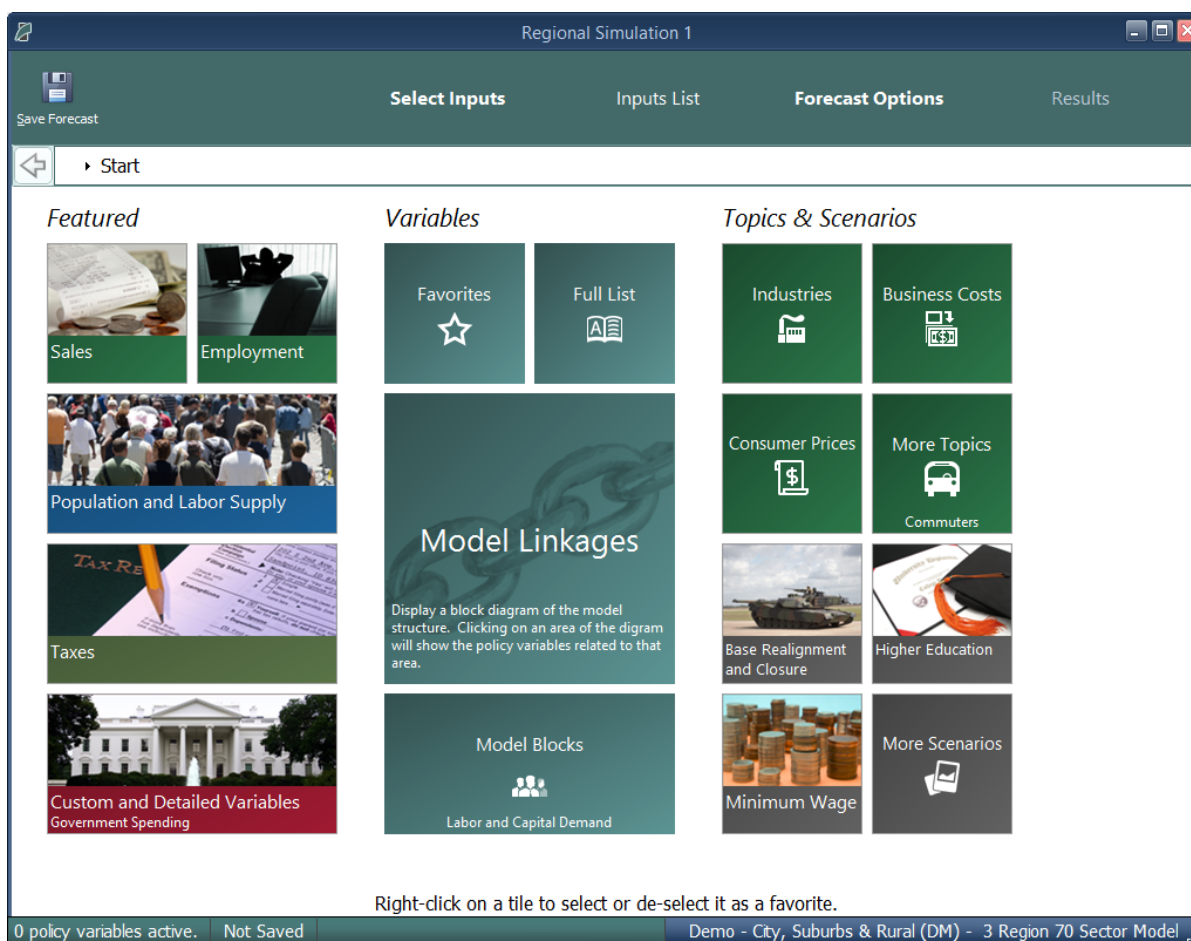 Regional Simulation 1
Save Forecast
Select Inputs
Inputs List
Forecast Options
Results
Start
Featured
Variables
Topics & Scenarios
Sales
Employment
Favorites
Full List
Industries
Business Costs
Population and Labor Supply
Model Linkages
Display a block diagram of the model
structure. Clicking on an area of the digram
will show the policy variables related to that
area.
Consumer Prices
More Topics
Commuters
TAX RE
Taxes
Base Realignment
and Closure
Higher Education
Custom and Detailed Variables
Government Spending
Model Blocks
Labor and Capital Demand
Minimum Wage
More Scenarios
Right-click on a tile to select or de-select it as a favorite.
0 policy variables active.
Not Saved
Demo - City, Suburbs & Rural (DM) - 3 Region 70 Sector Model